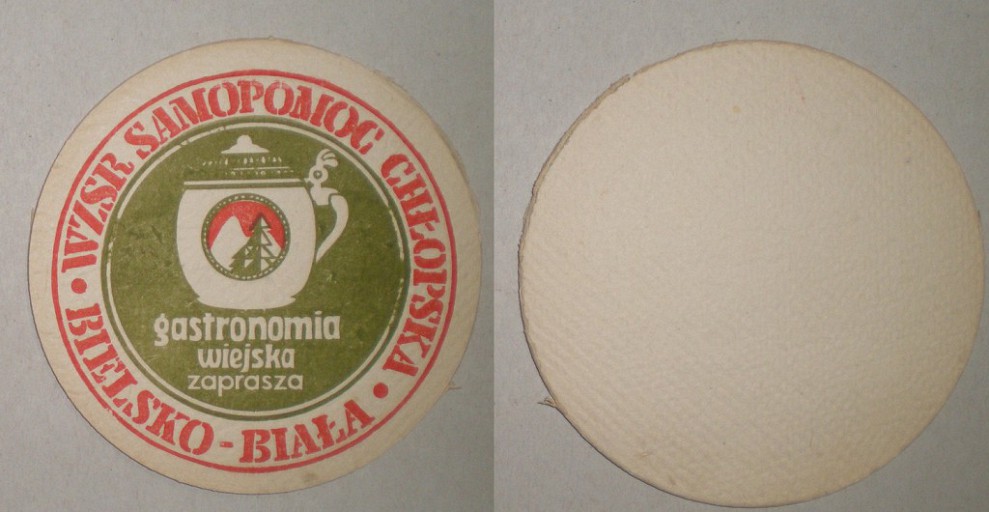 WZSR SAMOPOMOC CHŁOPSKA
gastronomia
wiejska
zaprasza
BIELSKO-BIAŁA